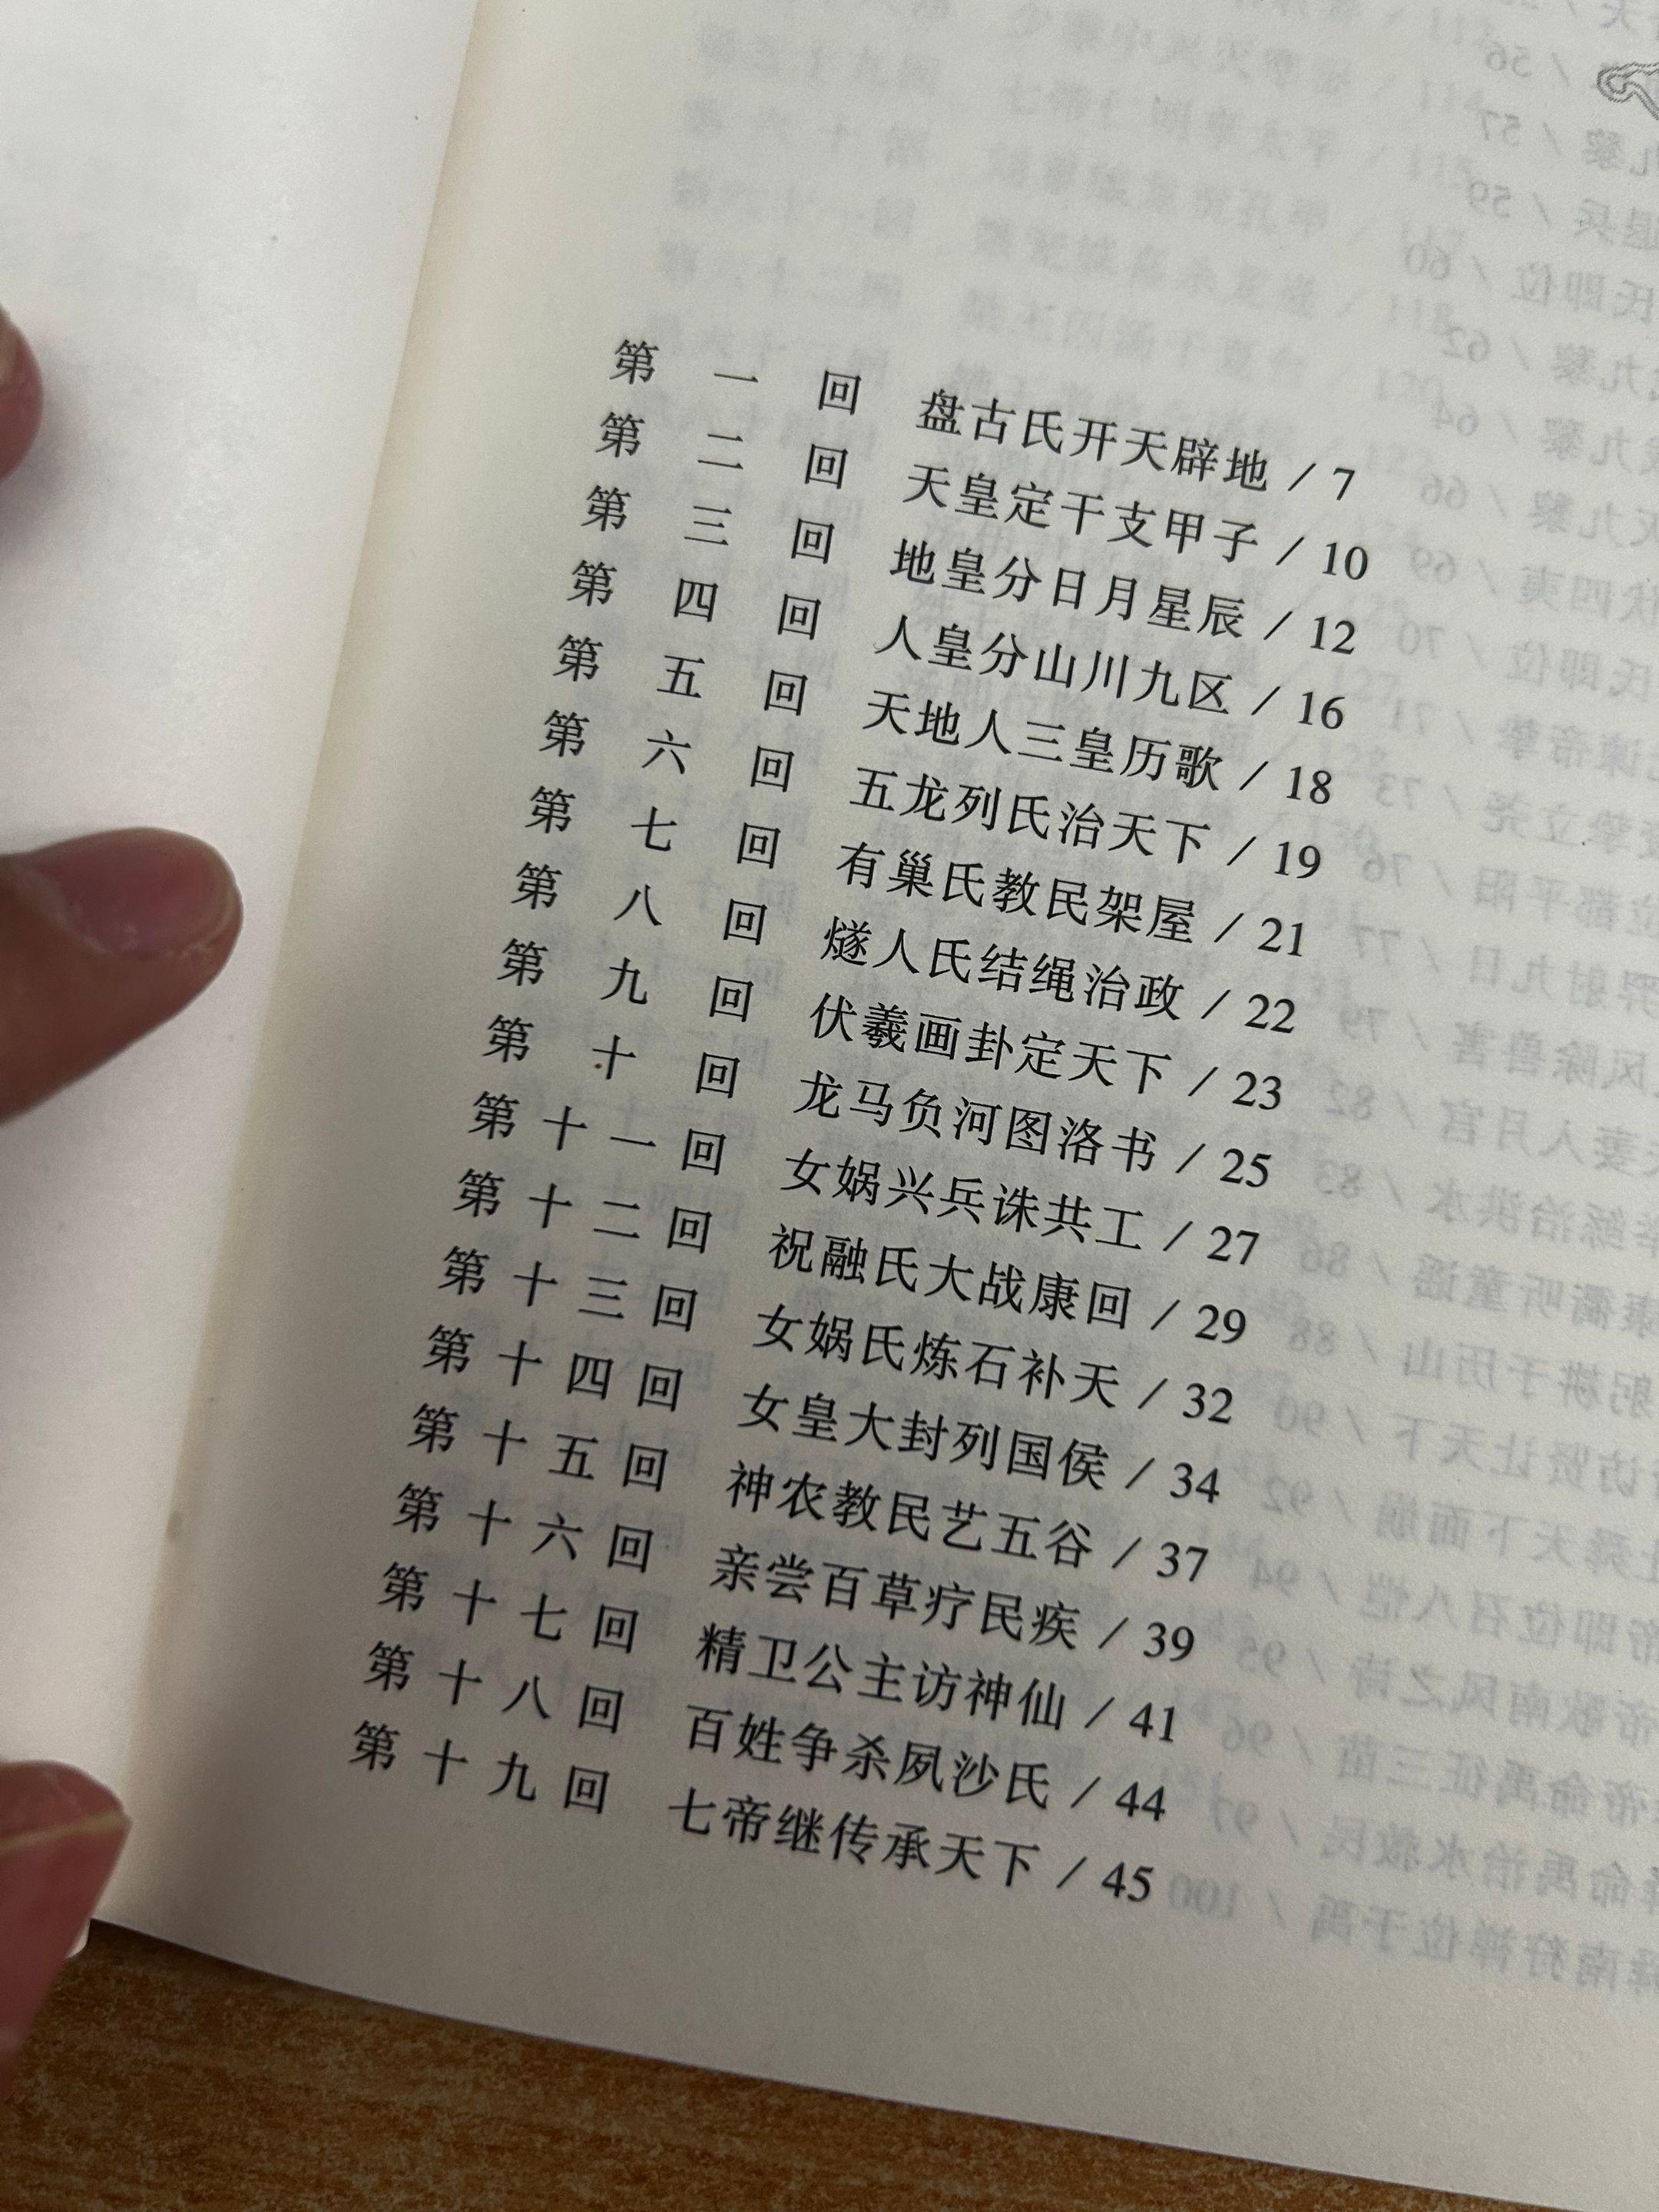 第一回 盘古氏开天辟地 / 7
第二回 天皇定干支甲子 / 10
第三回 地皇分日月星辰 / 12
第四回 人皇分山川九区 / 16
第五回 天地人三皇历歌 / 18
第六回 五龙列氏治天下 / 19
第七回 有巢氏教民架屋 / 21
第八回 燧人氏结绳治政 / 22
第九回 伏羲画卦定天下 / 23
第十回 龙马负河图洛书 / 25
第十一回 女娲兴兵诛共工 / 27
第十二回 祝融氏大战康回 / 29
第十三回 女娲氏炼石补天 / 32
第十四回 女皇大封列国侯 / 34
第十五回 神农教民艺五谷 / 37
第十六回 亲尝百草疗民疾 / 39
第十七回 精卫公主访神仙 / 41
第十八回 百姓争杀夙沙氏 / 44
第十九回 七帝继传承天下 / 45